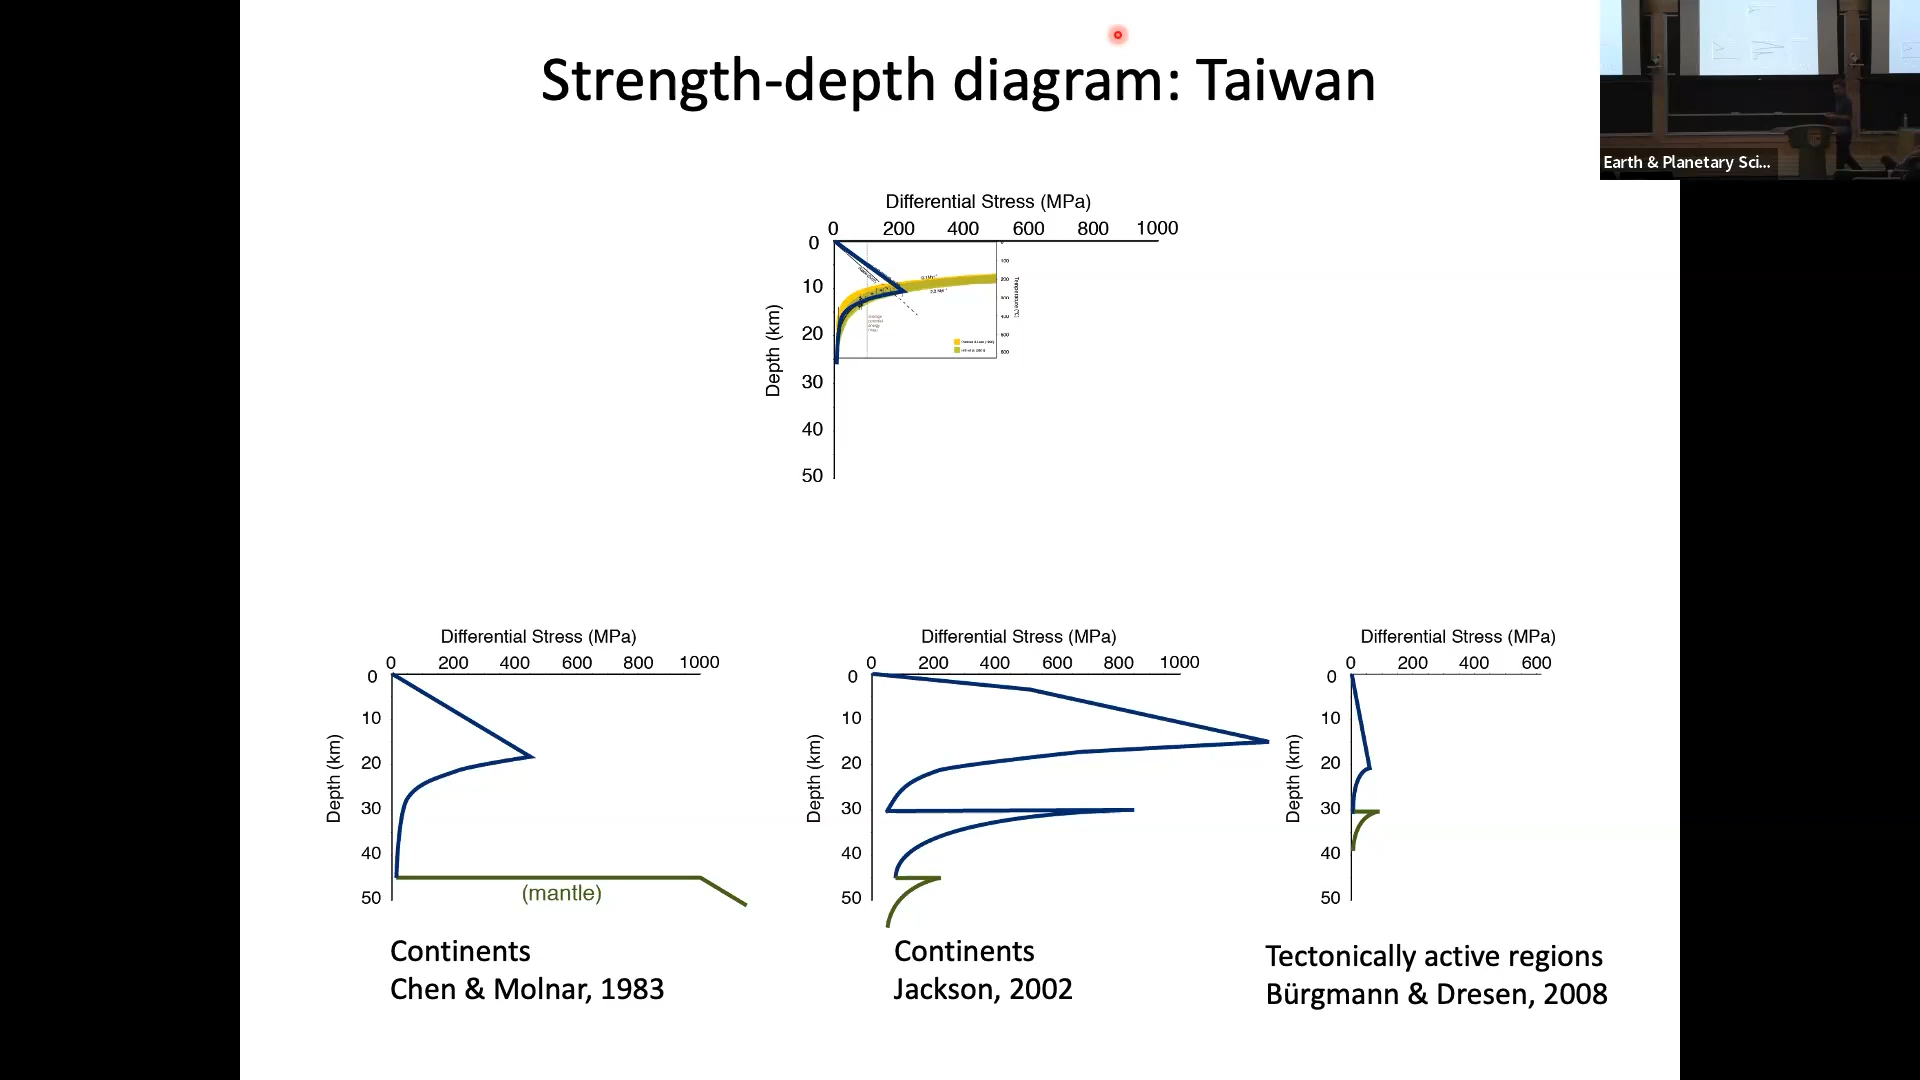 Strength-depth diagram: Taiwan
Earth & Planetary Sci...
Differential Stress (MPa)
0 200 400 600 800 1000
0
10
20
30
40
50
Depth (km)
100
200
Temperature (°C)
Differential Stress (MPa)
0 200 400 600 800 1000
0
10
20
30
40
50
Depth (km)
(mantle)
Continents
Chen & Molnar, 1983
Differential Stress (MPa)
0 200 400 600 800 1000
0
10
20
30
40
50
Depth (km)
Continents
Jackson, 2002
Differential Stress (MPa)
0 200 400 600
0
10
20
30
40
50
Depth (km)
Tectonically active regions
Bürgmann & Dresen, 2008